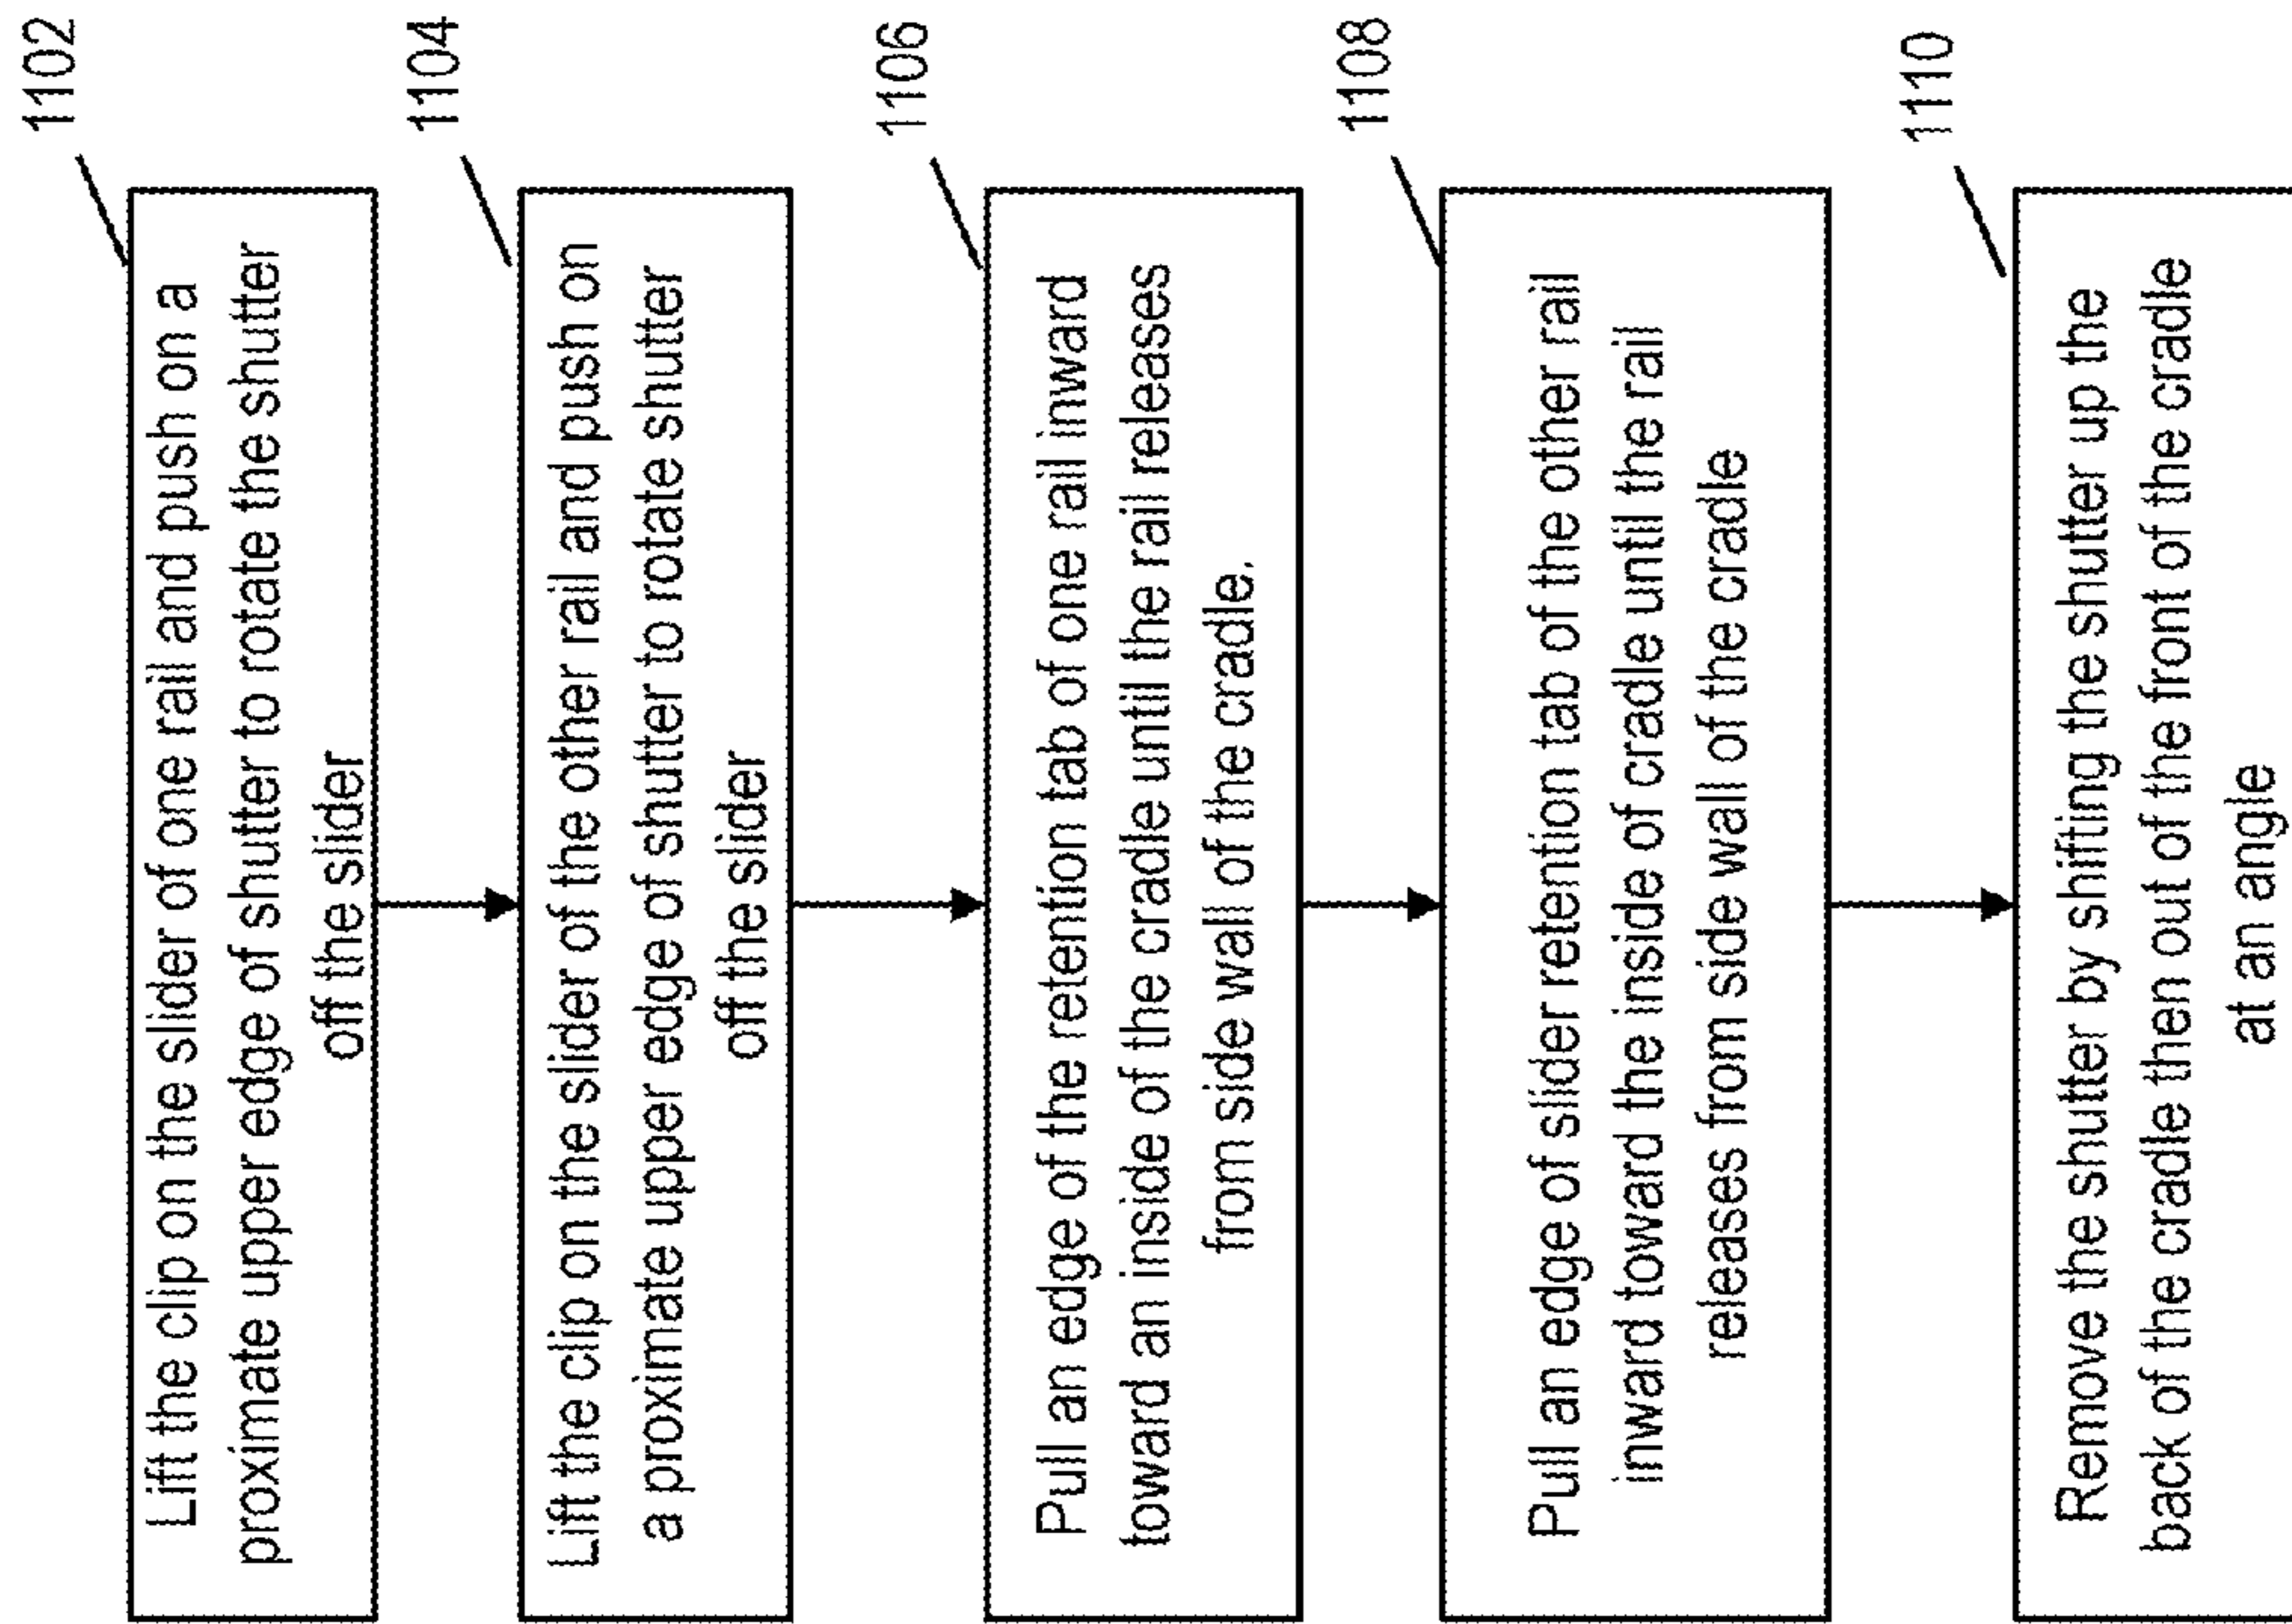 1102
Lift the clip on the slider of one rail and push on a
proximate upper edge of shutter to rotate the shutter
off the slider
1104
Lift the clip on the slider of the other rail and push on
a proximate upper edge of shutter to rotate shutter
off the slider
1106
Pull an edge of the retention tab of one rail inward
toward an inside of the cradle until the rail releases
from side wall of the cradle.
1108
Pull an edge of slider retention tab of the other rail
inward toward the inside of cradle until the rail
releases from side wall of the cradle
1110
Remove the shutter by shifting the shutter up the
back of the cradle then out of the front of the cradle
at an angle